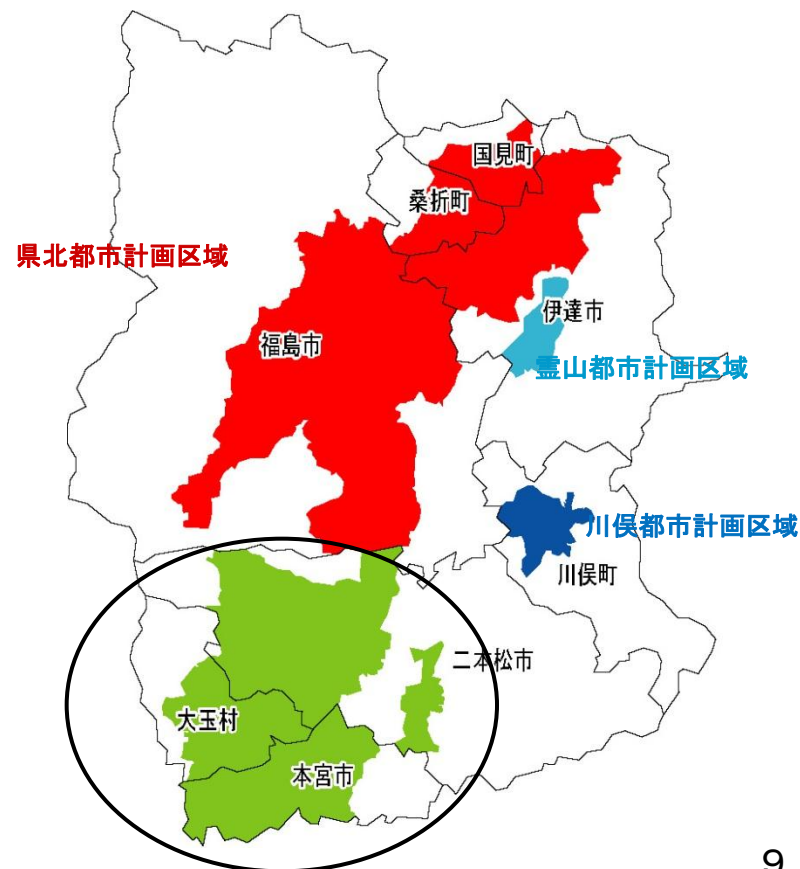 国見町
桑折町
県北都市計画区域
伊達市
福島市
霊山都市計画区域
川俣都市計画区域
川俣町
二本松市
大玉村
本宮市
9